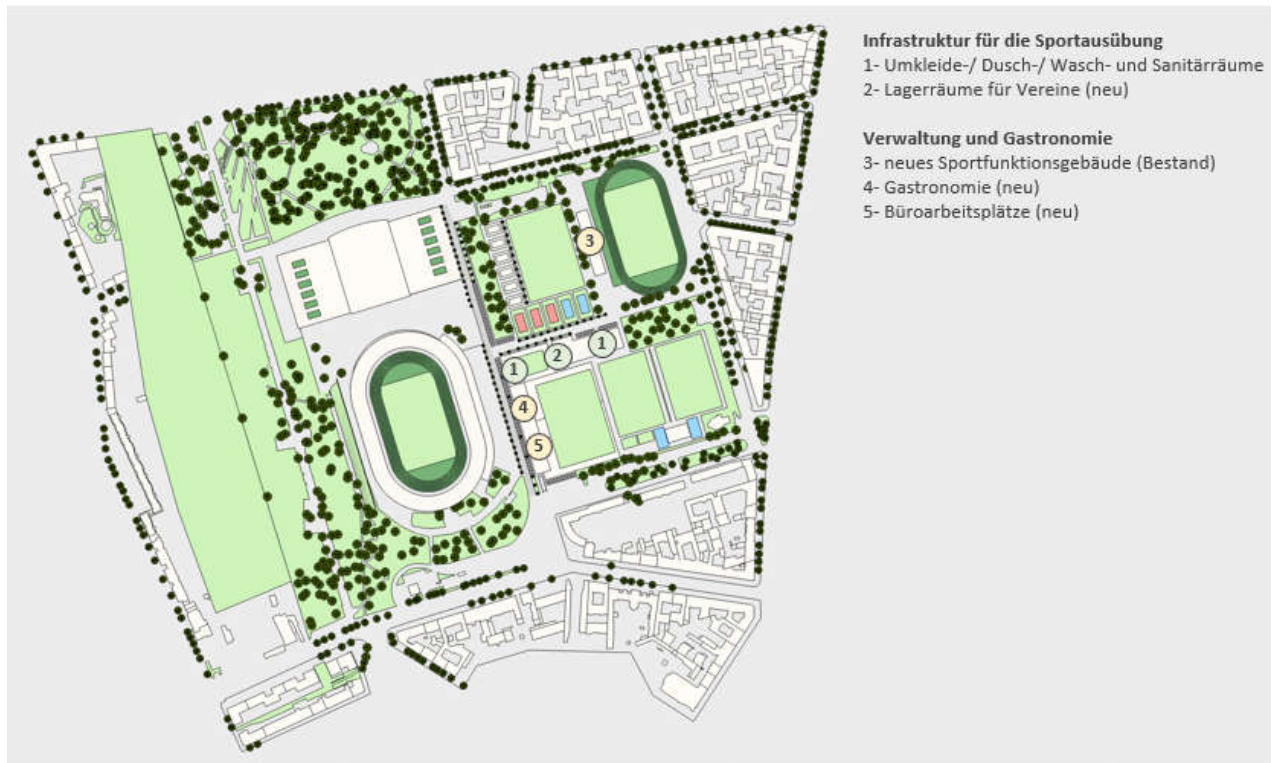 Infrastruktur für die Sportausübung
1- Umkleide-/ Dusch-/ Wasch- und Sanitärräume
2- Lagerräume für Vereine (neu)
Verwaltung und Gastronomie
3- neues Sportfunktionsgebäude (Bestand)
4- Gastronomie (neu)
5- Büroarbeitsplätze (neu)
3
1
2
1
4
5